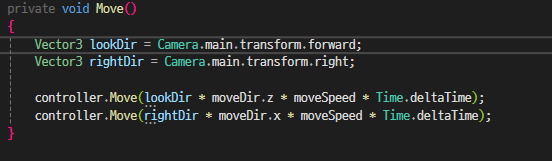 private void Move()
{
Vector3 lookDir = Camera.main.transform.forward;
Vector3 rightDir = Camera.main.transform.right;
controller.Move(lookDir * moveDir.z * moveSpeed * Time.deltaTime);
controller.Move(rightDir * moveDir.x * moveSpeed * Time.deltaTime);
}